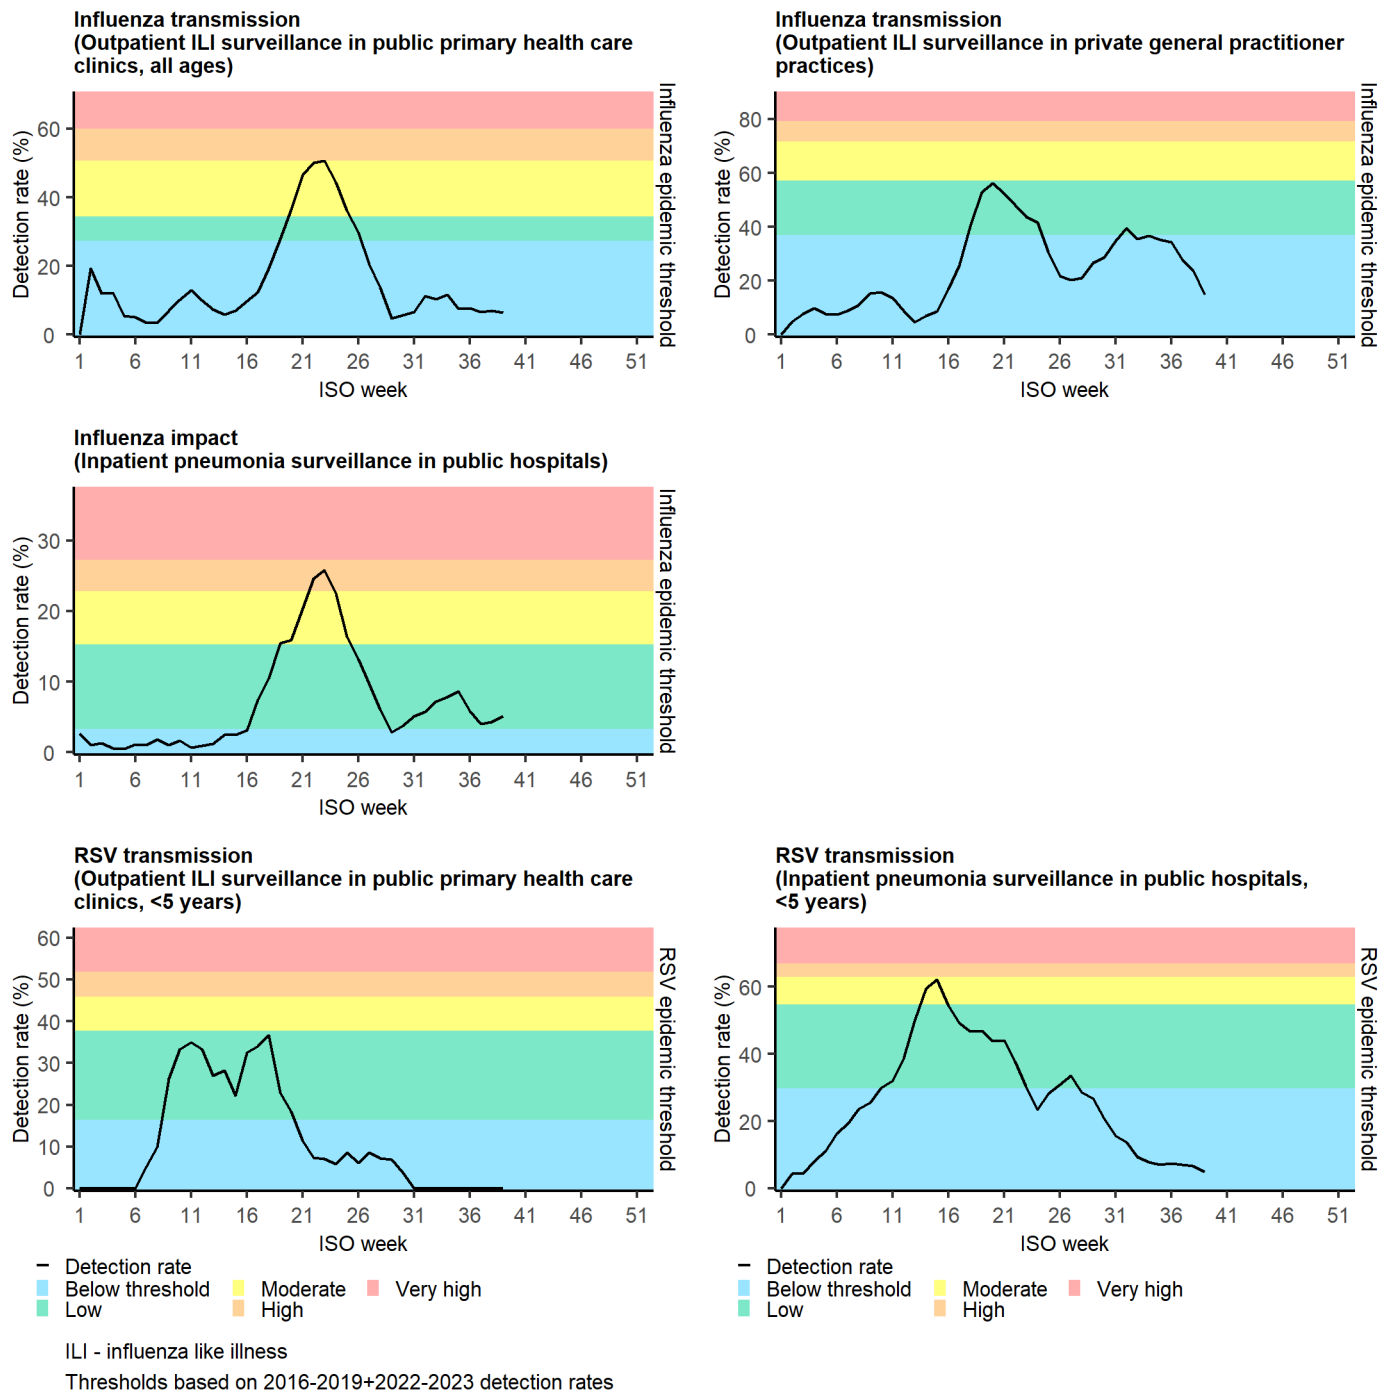 Influenza transmission
(Outpatient ILI surveillance in public primary health care
clinics, all ages)
Detection rate (%)
60
40
20
0
1 6 11 16 21 26 31 36 41 46 51
ISO week
Influenza epidemic threshold
Influenza transmission
(Outpatient ILI surveillance in private general practitioner
practices)
Detection rate (%)
80
60
40
20
0
1 6 11 16 21 26 31 36 41 46 51
ISO week
Influenza epidemic threshold
Influenza impact
(Inpatient pneumonia surveillance in public hospitals)
Detection rate (%)
30
20
10
0
1 6 11 16 21 26 31 36 41 46 51
ISO week
Influenza epidemic threshold
RSV transmission
(Outpatient ILI surveillance in public primary health care
clinics, <5 years)
Detection rate (%)
60
50
40
30
20
10
0
1 6 11 16 21 26 31 36 41 46 51
ISO week
RSV epidemic threshold
RSV transmission
(Inpatient pneumonia surveillance in public hospitals,
<5 years)
Detection rate (%)
60
40
20
0
1 6 11 16 21 26 31 36 41 46 51
ISO week
RSV epidemic threshold
Detection rate
Below threshold Moderate Very high
Low High
Detection rate
Below threshold Moderate Very high
Low High
ILI - influenza like illness
Thresholds based on 2016-2019+2022-2023 detection rates